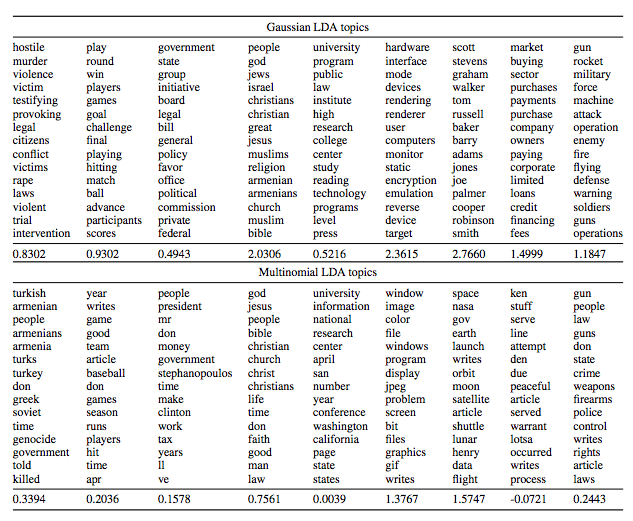 Gaussian LDA topics
hostile play government people university hardware scott market gun
murder round state god program interface stevens buying rocket
violence win group jews public mode graham sector military
victim players initiative israel law devices walker purchases force
testifying games board christians institute rendering tom payments machine
provoking goal legal christian high renderer russell purchase attack
legal challenge bill great research user baker company operation
citizens final general jesus college computers barry owners enemy
conflict playing policy muslims center monitor adams paying fire
victims hitting favor religion study static jones corporate flying
rape match office armenian reading encryption joe limited defense
laws ball political armenians technology emulation palmer loans warning
violent advance commission church programs reverse cooper credit soldiers
trial participants private muslim level device robinson financing guns
intervention scores federal bible press target smith fees operations
0.8302 0.9302 0.4943 2.0306 0.5216 2.3615 2.7660 1.4999 1.1847
Multinomial LDA topics
turkish year people god university window space ken gun
armenian writes president jesus information image nasa stuff people
people game mr people national color gov serve law
armenians good don bible research file earth line guns
armenia team money christian center windows launch attempt don
turks article government church april program writes den state
turkey baseball stephanopoulos christ san display orbit due crime
don don time christians number jpeg moon peaceful weapons
greek games make life year problem satellite article firearms
soviet season clinton time conference screen article served police
time runs work don washington bit shuttle warrant control
genocide players tax faith california files lunar lotsa writes
government hit years good page graphics henry occurred rights
told time ll man state gif data writes article
killed apr ve law states writes flight process laws
0.3394 0.2036 0.1578 0.7561 0.0039 1.3767 1.5747 -0.0721 0.2443